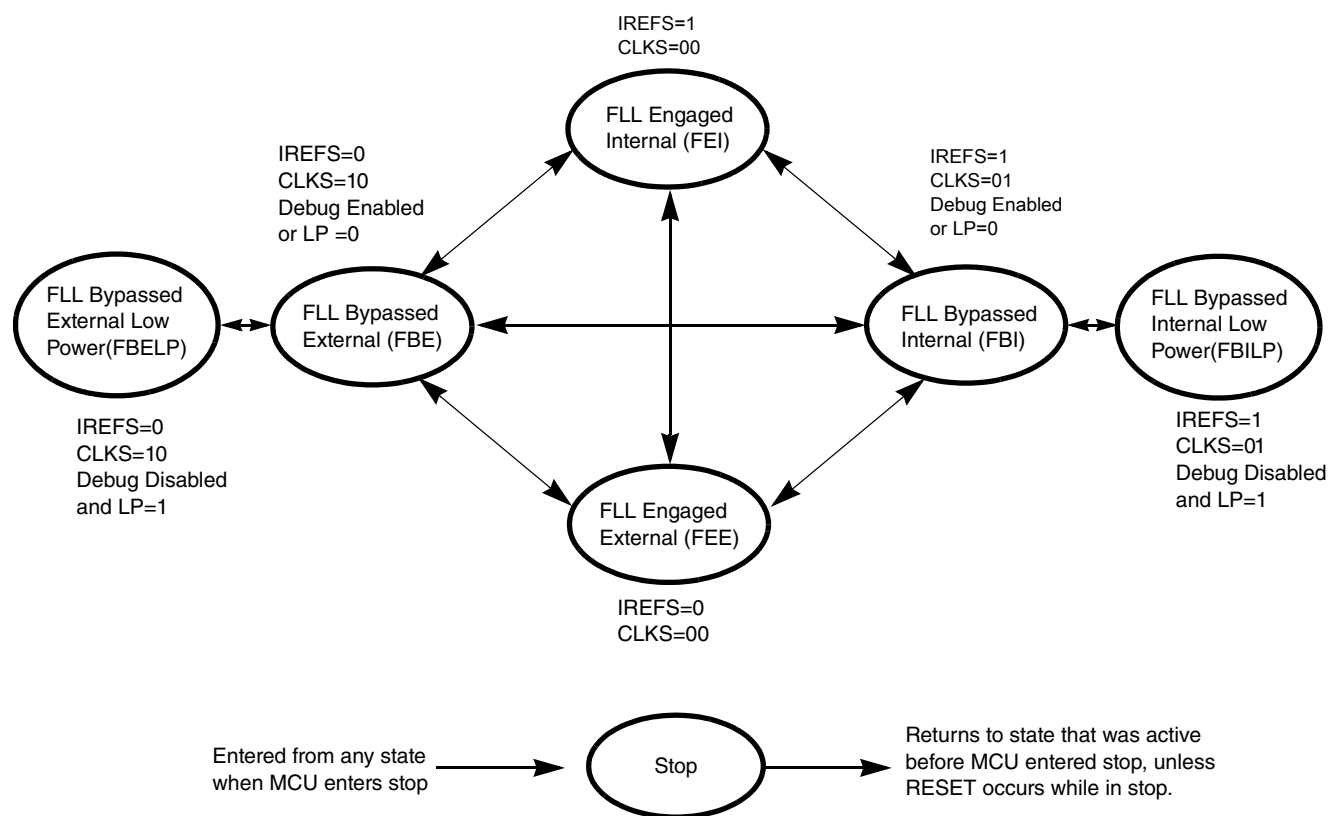 IREFS=1
CLKS=00
FLL Engaged
Internal (FEI)
IREFS=0
CLKS=10
Debug Enabled
or LP =0
IREFS=1
CLKS=01
Debug Enabled
or LP=0
FLL Bypassed
External Low
Power(FBELP)
FLL Bypassed
External (FBE)
FLL Bypassed
Internal (FBI)
FLL Bypassed
Internal Low
Power(FBILP)
IREFS=0
CLKS=10
Debug Disabled
and LP=1
IREFS=1
CLKS=01
Debug Disabled
and LP=1
FLL Engaged
External (FEE)
IREFS=0
CLKS=00
Entered from any state
when MCU enters stop
Stop
Returns to state that was active
before MCU entered stop, unless
RESET occurs while in stop.